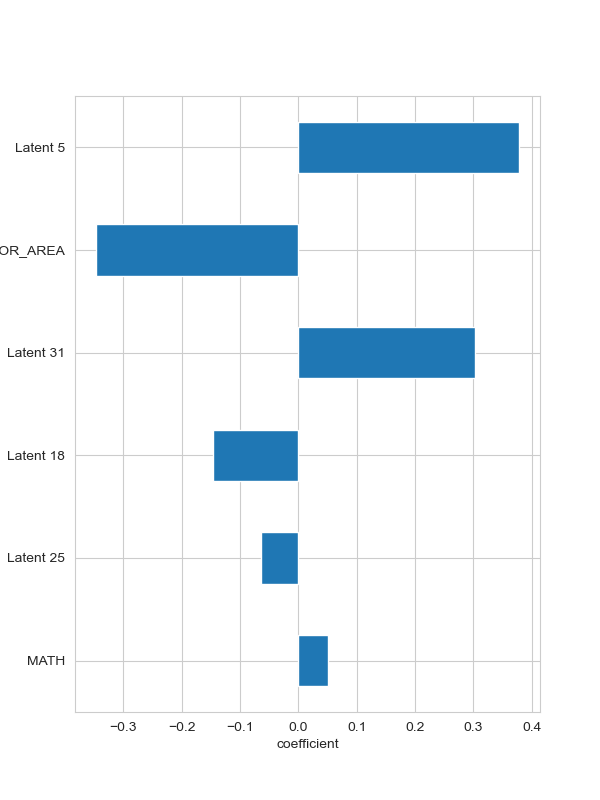 Latent 5
OR_AREA
Latent 31
Latent 18
Latent 25
MATH
−0.3 −0.2 −0.1 0.0 0.1 0.2 0.3 0.4
coefficient